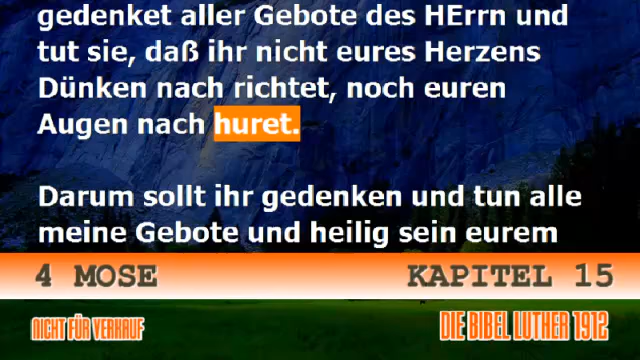 gedenket aller Gebote des HErrn und
tut sie, daß ihr nicht eures Herzens
Dünken nach richtet, noch euren
Augen nach huret.
Darum sollt ihr gedenken und tun alle
meine Gebote und heilig sein eurem
4 MOSE KAPITEL 15
NICHT FÜR VERKAUF DIE BIBEL LUTHER 1912